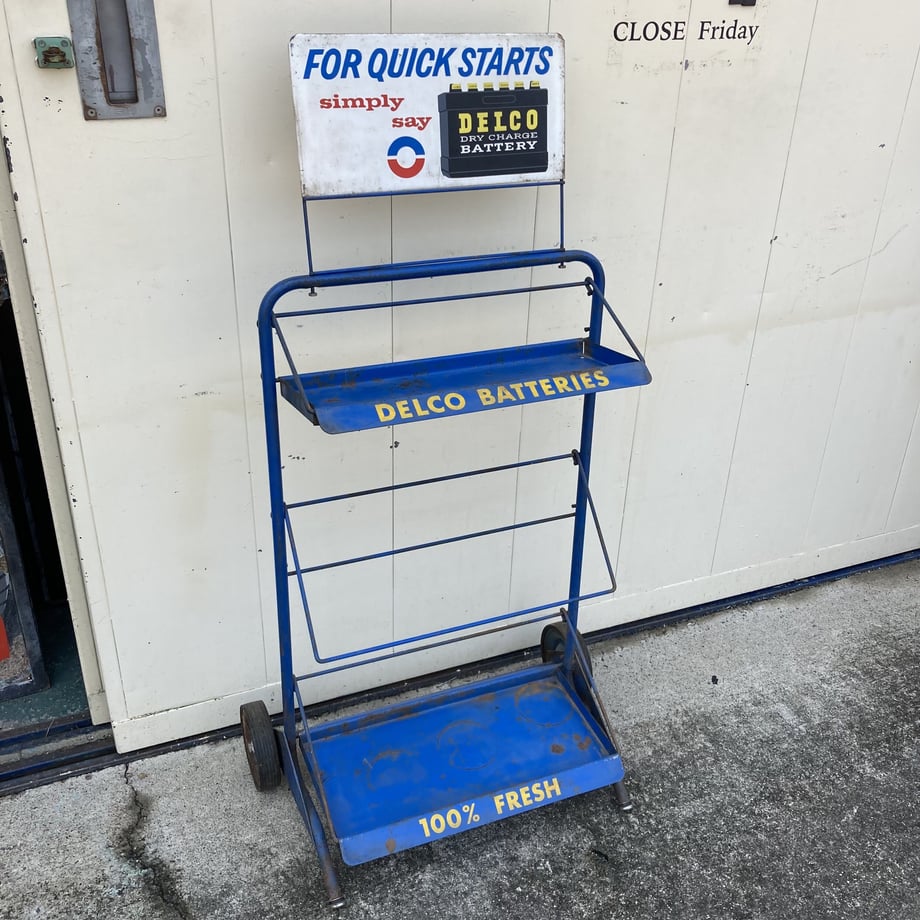 FOR QUICK STARTS
simply
say
DELCO
DRY CHARGE
BATTERY
CLOSE Friday
DELCO BATTERIES
100% FRESH